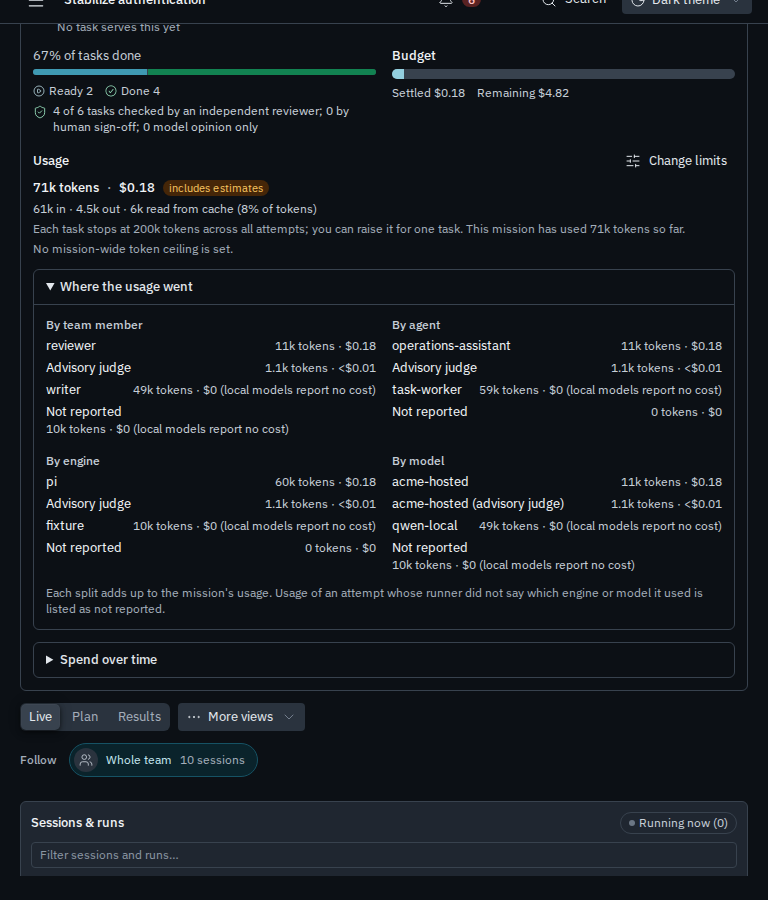 Stabilize authentication
6
Search
Dark theme
No task serves this yet
67% of tasks done
Ready 2 Done 4
4 of 6 tasks checked by an independent reviewer; 0 by
human sign-off; 0 model opinion only
Budget
Settled $0.18 Remaining $4.82
Usage
Change limits
71k tokens · $0.18 includes estimates
61k in · 4.5k out · 6k read from cache (8% of tokens)
Each task stops at 200k tokens across all attempts; you can raise it for one task. This mission has used 71k tokens so far.
No mission-wide token ceiling is set.
Where the usage went
By team member
reviewer 11k tokens · $0.18
Advisory judge 1.1k tokens · <$0.01
writer 49k tokens · $0 (local models report no cost)
Not reported
10k tokens · $0 (local models report no cost)
By agent
operations-assistant 11k tokens · $0.18
Advisory judge 1.1k tokens · <$0.01
task-worker 59k tokens · $0 (local models report no cost)
Not reported 0 tokens · $0
By engine
pi 60k tokens · $0.18
Advisory judge 1.1k tokens · <$0.01
fixture 10k tokens · $0 (local models report no cost)
Not reported 0 tokens · $0
By model
acme-hosted 11k tokens · $0.18
acme-hosted (advisory judge) 1.1k tokens · <$0.01
qwen-local 49k tokens · $0 (local models report no cost)
Not reported
10k tokens · $0 (local models report no cost)
Each split adds up to the mission's usage. Usage of an attempt whose runner did not say which engine or model it used is
listed as not reported.
Spend over time
Live Plan Results ··· More views
Follow Whole team 10 sessions
Sessions & runs
Running now (0)
Filter sessions and runs...